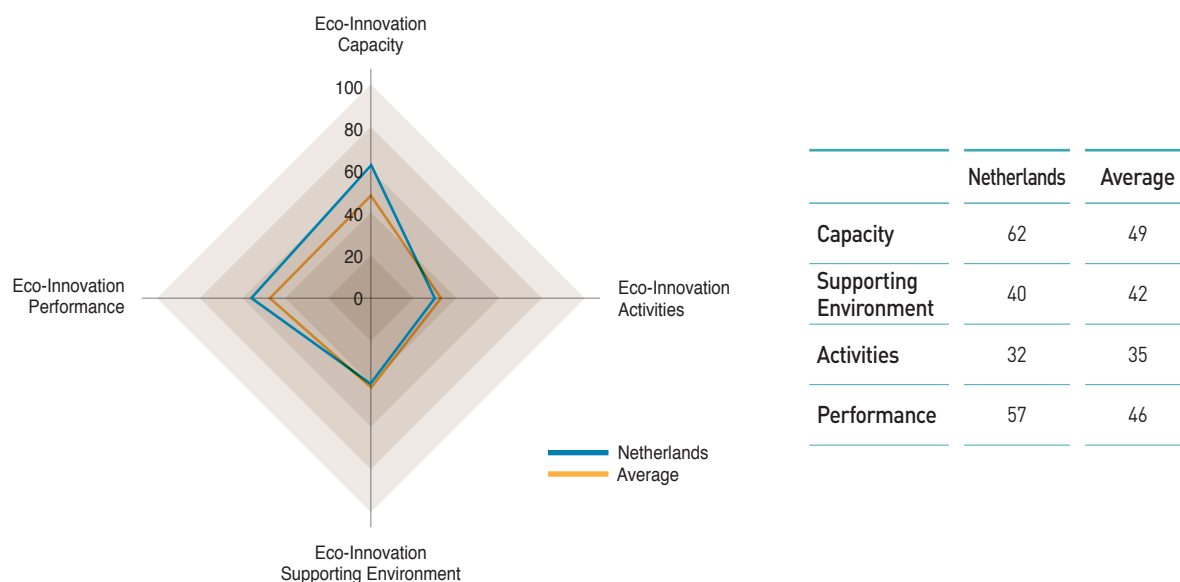 Eco-Innovation
Capacity
100
80
60
40
20
0
Eco-Innovation
Performance
Eco-Innovation
Activities
Netherlands
Average
Eco-Innovation
Supporting Environment
Netherlands Average
Capacity 62 49
Supporting
Environment 40 42
Activities 32 35
Performance 57 46